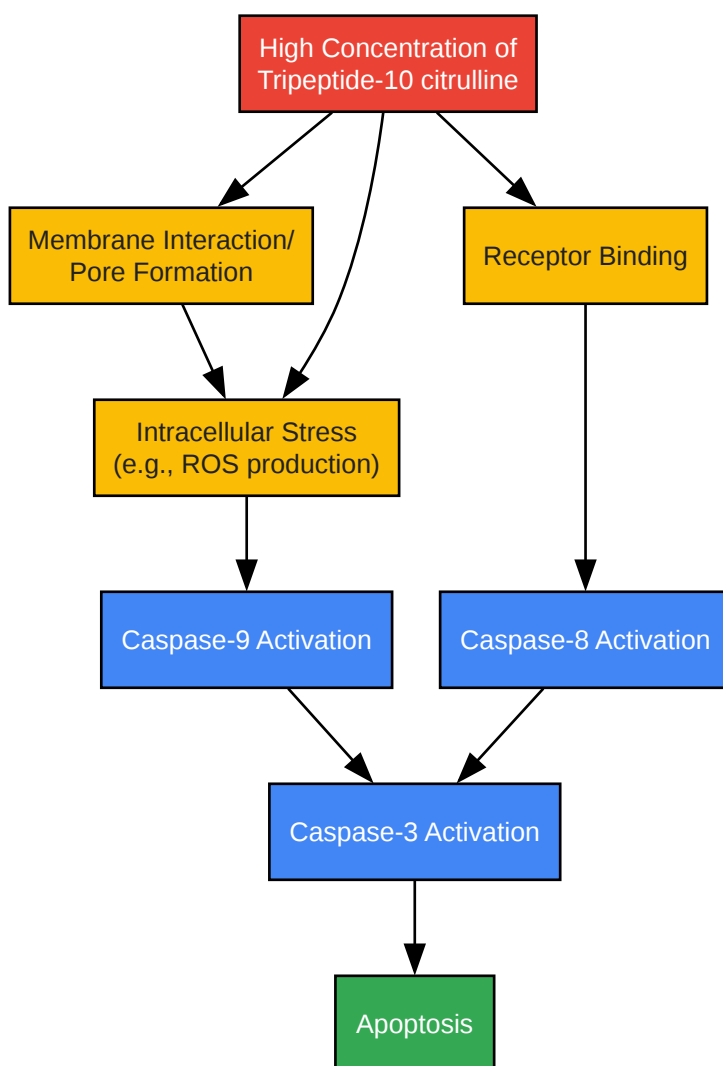 High Concentration of
Tripeptide-10 citrulline
Membrane Interaction/
Pore Formation
Receptor Binding
Intracellular Stress
(e.g., ROS production)
Caspase-9 Activation
Caspase-8 Activation
Caspase-3 Activation
Apoptosis